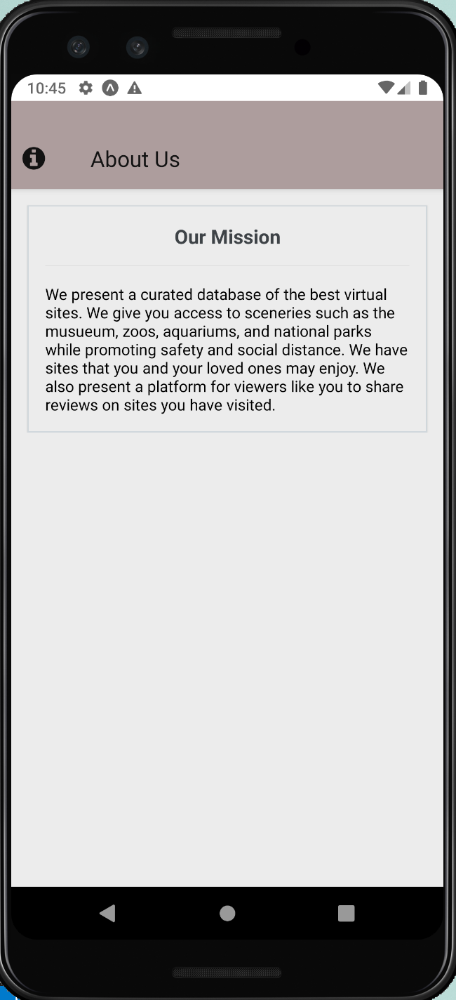 10:45
About Us
Our Mission
We present a curated database of the best virtual
sites. We give you access to sceneries such as the
musueum, zoos, aquariums, and national parks
while promoting safety and social distance. We have
sites that you and your loved ones may enjoy. We
also present a platform for viewers like you to share
reviews on sites you have visited.